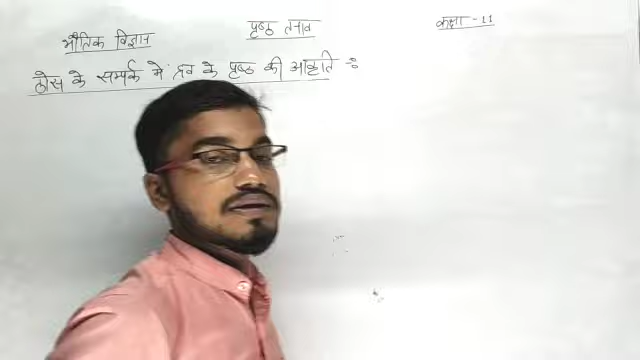 भौतिक विज्ञान पृष्ठ तनाव कक्षा - 11
ठोस के सम्पर्क में द्रव के पृष्ठ की आकृति :-